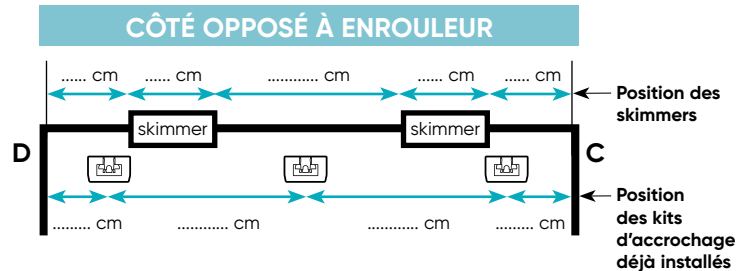 CÔTÉ OPPOSÉ À ENROULEUR
...... cm ...... cm ............ cm ...... cm ...... cm
Position des
skimmers
skimmer skimmer
D C
Position
des kits
d'accrochage
déjà installés
......... cm ............ cm ............ cm ......... cm